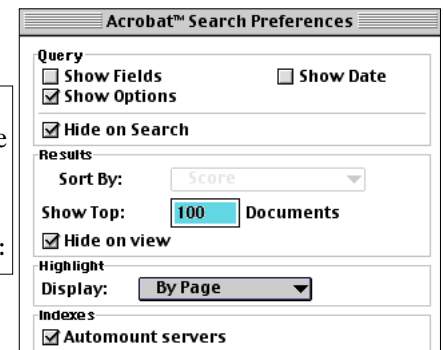 Acrobat™ Search Preferences
Query
Show Fields Show Date
Show Options
Hide on Search
Results
Sort By: Score
Show Top: 100 Documents
Hide on view
Highlight
Display: By Page
Indexes
Automount servers
e
: